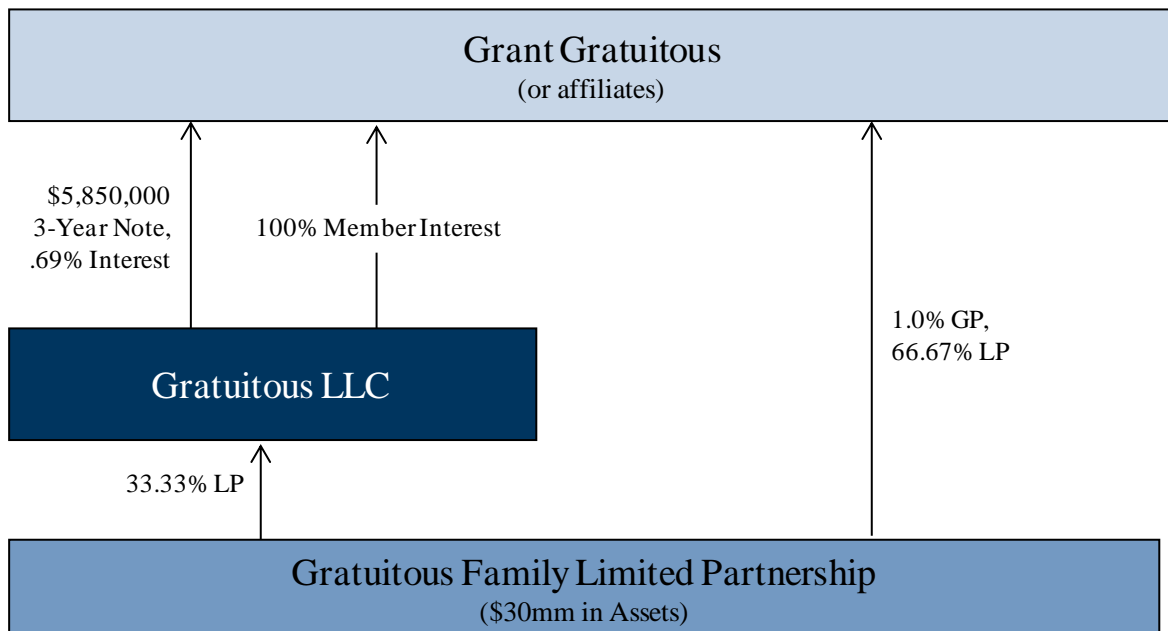 Grant Gratuitous
(or affiliates)
$5,850,000
3-Year Note,
.69% Interest
100% Member Interest
1.0% GP,
66.67% LP
Gratuitous LLC
33.33% LP
Gratuitous Family Limited Partnership
($30mm in Assets)